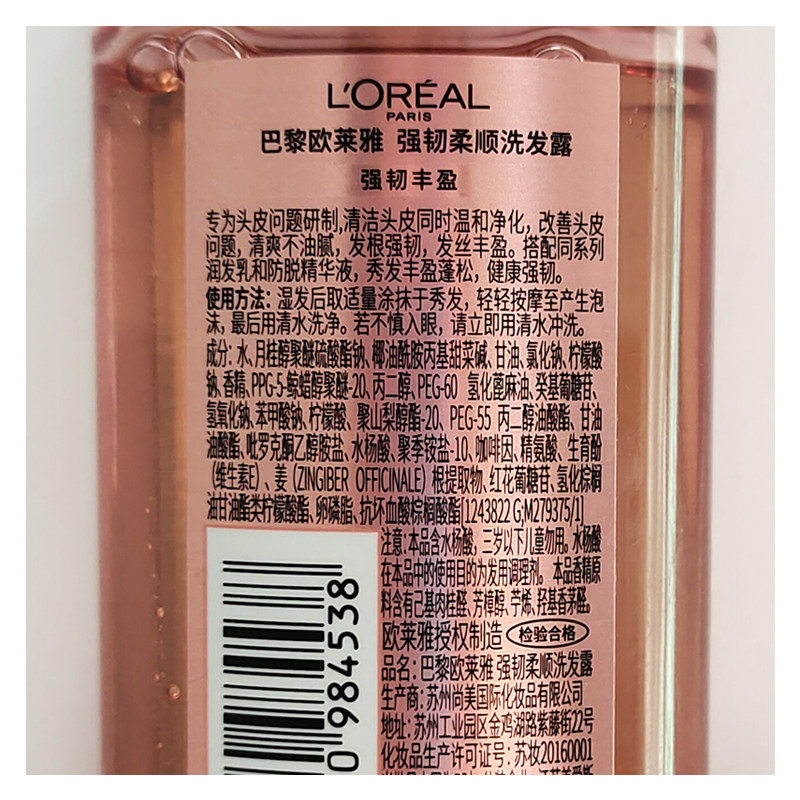 L'ORÉAL
PARIS
巴黎欧莱雅 强韧柔顺洗发露
强韧丰盈
专为头皮问题研制,清洁头皮同时温和净化，改善头皮
问题，清爽不油腻，发根强韧，发丝丰盈。搭配同系列
润发乳和防脱精华液，秀发丰盈蓬松，健康强韧。
使用方法：湿发后取适量涂抹于秀发，轻轻按摩至产生泡
沫，最后用清水洗净。若不慎入眼，请立即用清水冲洗。
成分：水、月桂醇聚醚硫酸酯钠、椰油酰胺丙基甜菜碱、甘油、氯化钠、柠檬酸
钠、香精、PPG-5-鲸蜡醇聚醚-20、丙二醇、PEG-60 氢化蓖麻油、癸基葡糖苷、
氢氧化钠、苯甲酸钠、柠檬酸、聚山梨醇酯-20、PEG-55 丙二醇油酸酯、甘油
油酸酯、吡罗克酮乙醇胺盐、水杨酸、聚季铵盐-10、咖啡因、精氨酸、生育酚
（维生素E）、姜（ZINGIBER OFFICINALE）根提取物、红花葡糖苷、氢化棕榈
油甘油酯类柠檬酸酯、卵磷脂、抗坏血酸棕榈酸酯[1243822 G;M279375/1]
注意：本品含水杨酸，三岁以下儿童勿用。水杨酸
在本品中的使用目的为发用调理剂。本品香精原
料含有己基肉桂醛、芳樟醇、苧烯、羟基香茅醛。
欧莱雅授权制造 检验合格
品名：巴黎欧莱雅 强韧柔顺洗发露
生产商：苏州尚美国际化妆品有限公司
地址：苏州工业园区金鸡湖路紫藤街22号
化妆品生产许可证号：苏妆20160001
0 984538